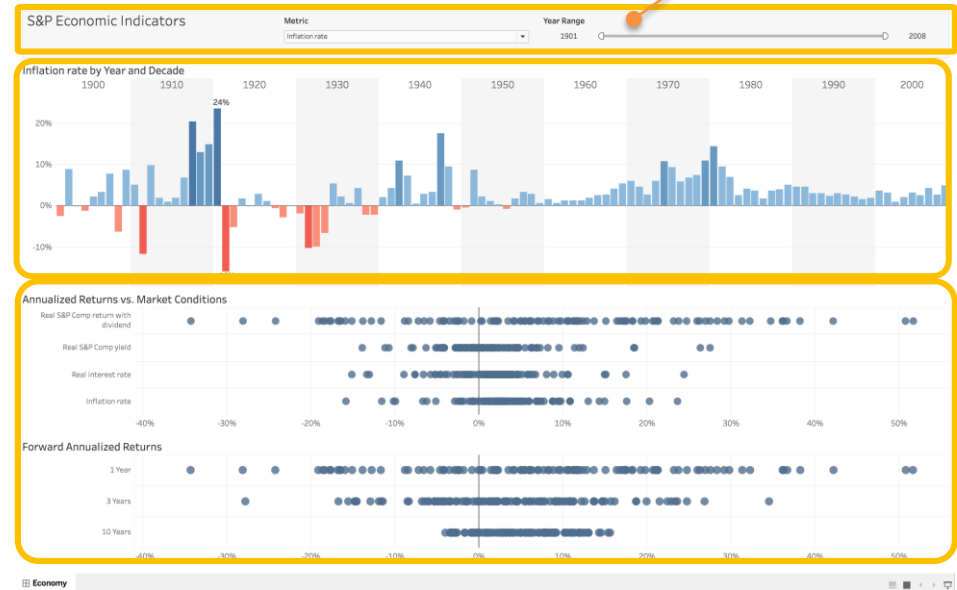 S&P Economic Indicators
Metric
Year Range
Inflation rate
1901
2008
Inflation rate by Year and Decade
1900 1910 1920 1930 1940 1950 1960 1970 1980 1990 2000
24%
20%
10%
0%
-10%
Annualized Returns vs. Market Conditions
Real S&P Comp return with
dividend
Real S&P Comp yield
Real interest rate
Inflation rate
-40% -30% -20% -10% 0% 10% 20% 30% 40% 50%
Forward Annualized Returns
1 Year
3 Years
10 Years
-40% -30% -20% -10% 0% 10% 20% 30% 40% 50%
Economy